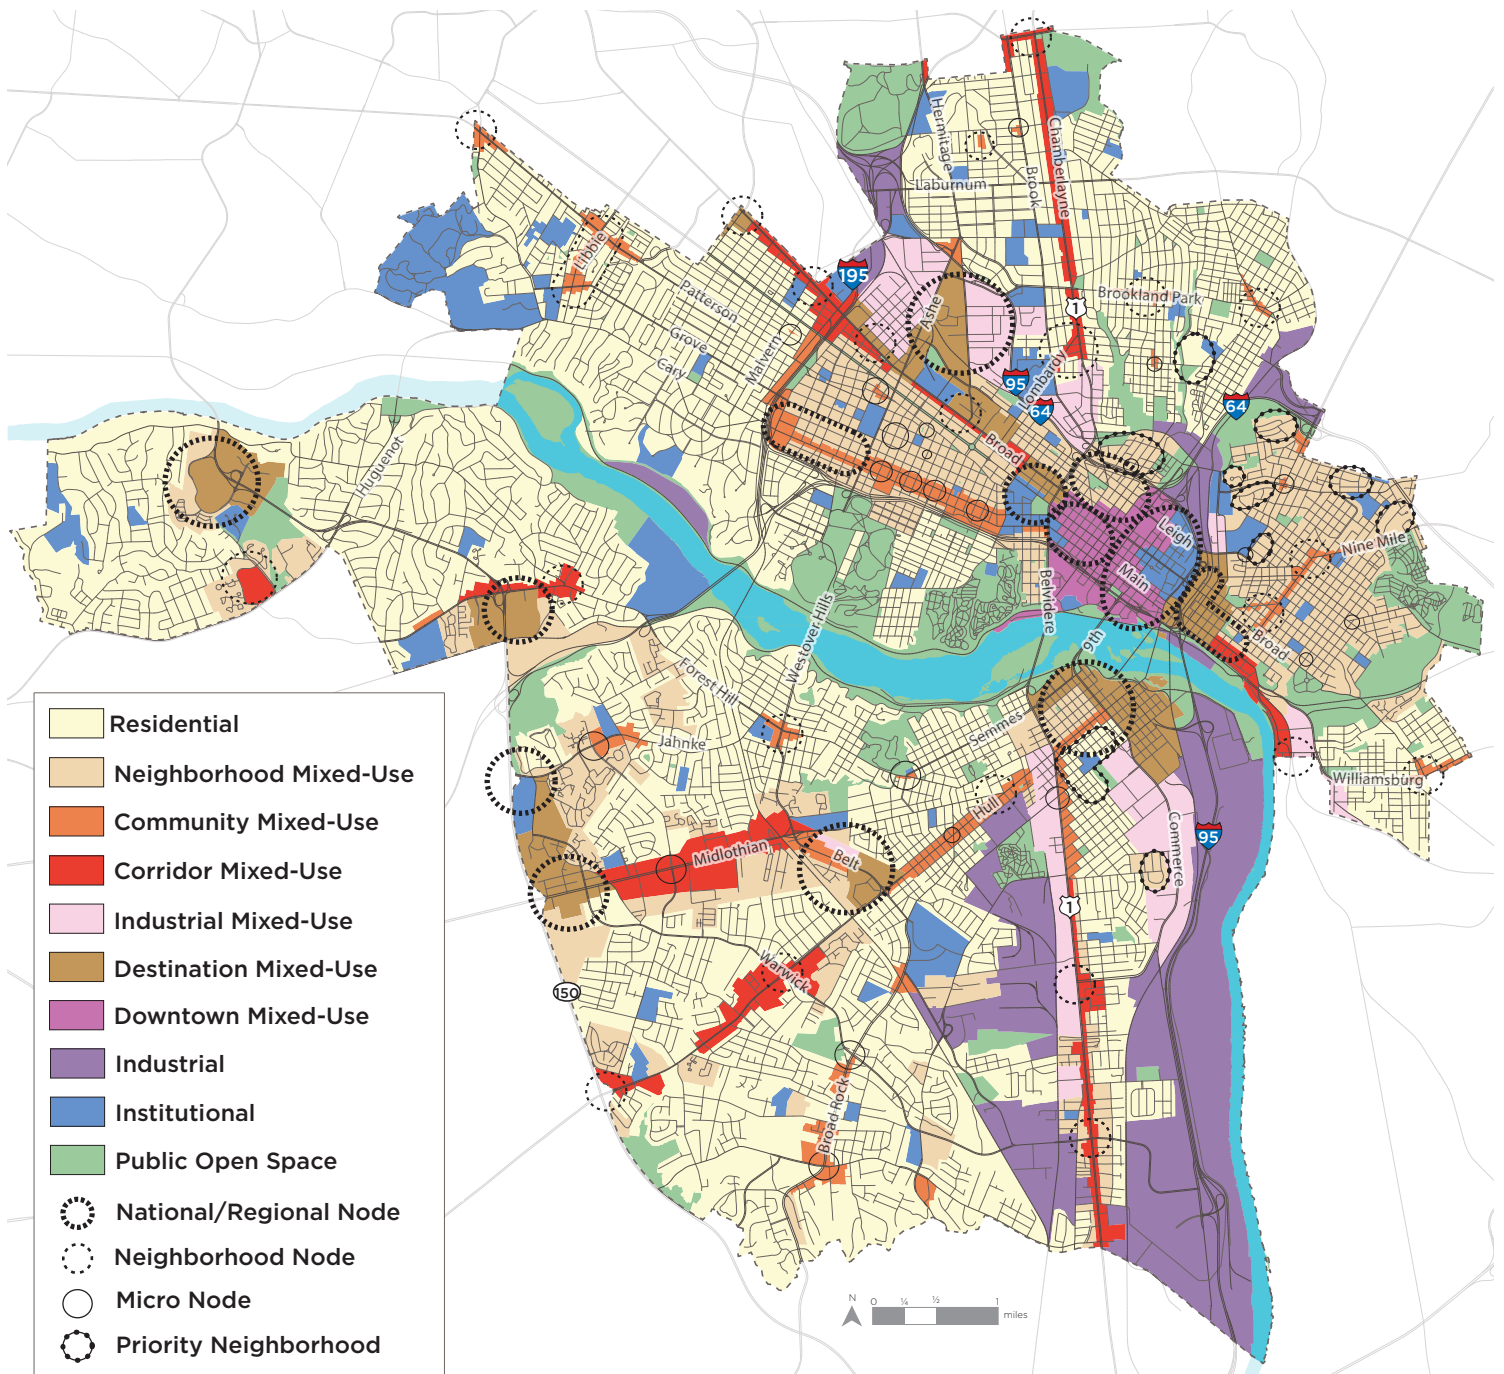 Hermitage
Laburnum
Brook
Chamberlayne
Libbie
195
Patterson
Ashe
Brookland Park
1
Grove
Malvern
Cary
95
Lombardy
64
64
Huguenot
Broad
Leigh
Nine Mile
Main
Belvidere
Westover Hills
9th
Broad
Forest Hill
Semmes
Jahnke
Williamsburg
Hull
Commerce
95
Midlothian
Belt
1
Warwick
150
Broad Rock
Residential
Neighborhood Mixed-Use
Community Mixed-Use
Corridor Mixed-Use
Industrial Mixed-Use
Destination Mixed-Use
Downtown Mixed-Use
Industrial
Institutional
Public Open Space
National/Regional Node
Neighborhood Node
Micro Node
Priority Neighborhood
N
0 ¼ ½ 1
miles